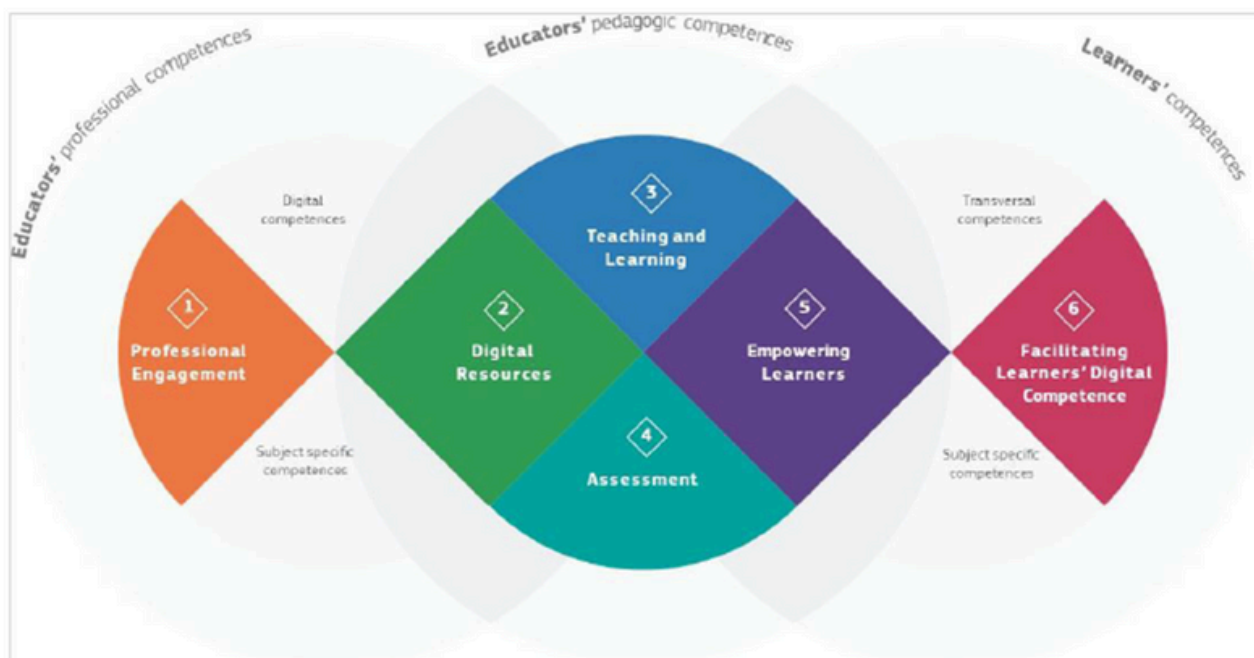 Educators' professional competences
Educators' pedagogic competences
Learners' competences
Digital
competences
Subject specific
competences
1
Professional
Engagement
2
Digital
Resources
3
Teaching and
Learning
4
Assessment
5
Empowering
Learners
Transversal
competences
Subject specific
competences
6
Facilitating
Learners' Digital
Competence